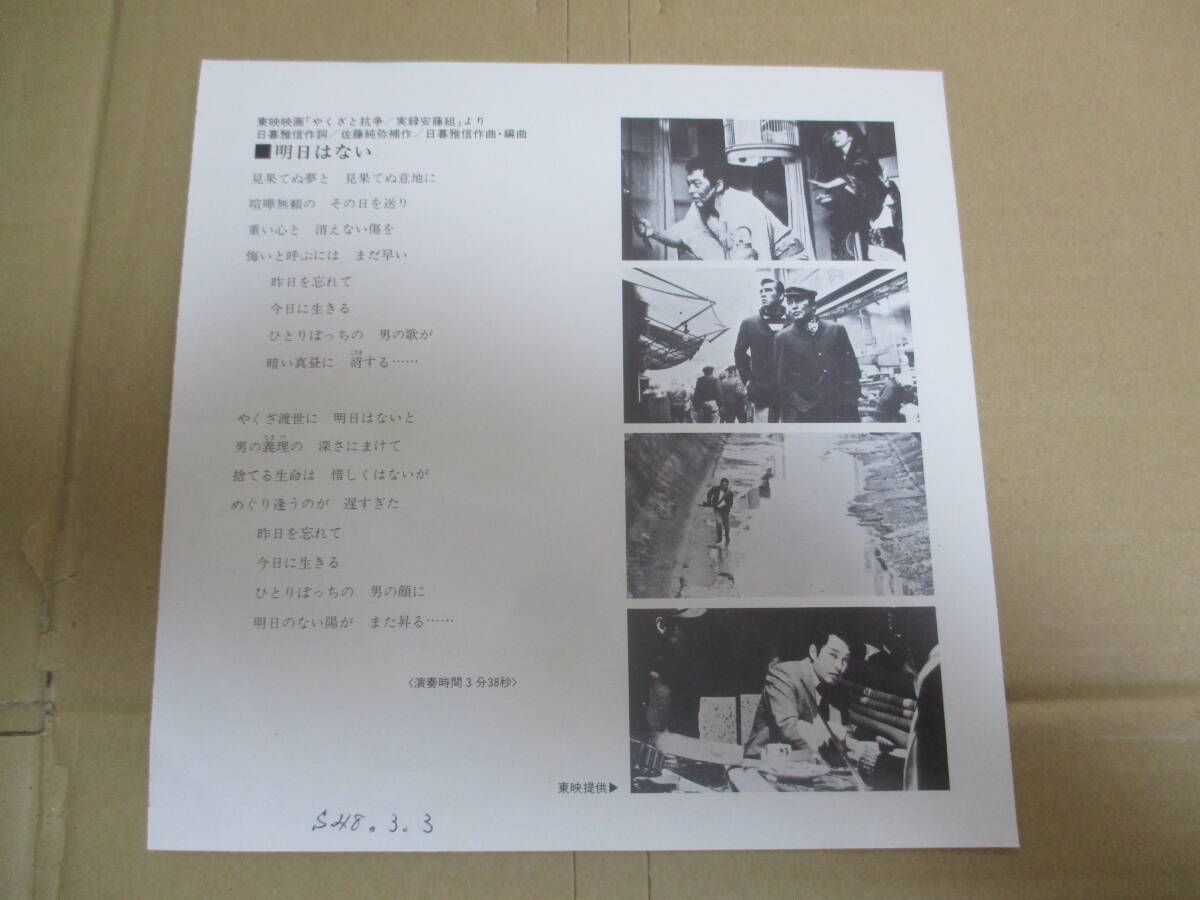 東映映画「やくざと抗争／実録安藤組」より
日暮雅信作詞／佐藤純弥補作／日暮雅信作曲・編曲
■明日はない
見果てぬ夢と　見果てぬ意地に
喧嘩無頼の　その日を送り
重い心と　消えない傷を
悔いと呼ぶには　まだ早い
昨日を忘れて
今日に生きる
ひとりぼっちの　男の歌が
暗い真昼に　谺する……
やくざ渡世に　明日はないと
男の義理の　深さにまけて
捨てる生命は　惜しくはないが
めぐり逢うのが　遅すぎた
昨日を忘れて
今日に生きる
ひとりぼっちの　男の顔に
明日のない陽が　また昇る……
〈演奏時間3分38秒〉
東映提供▶
S48.3.3